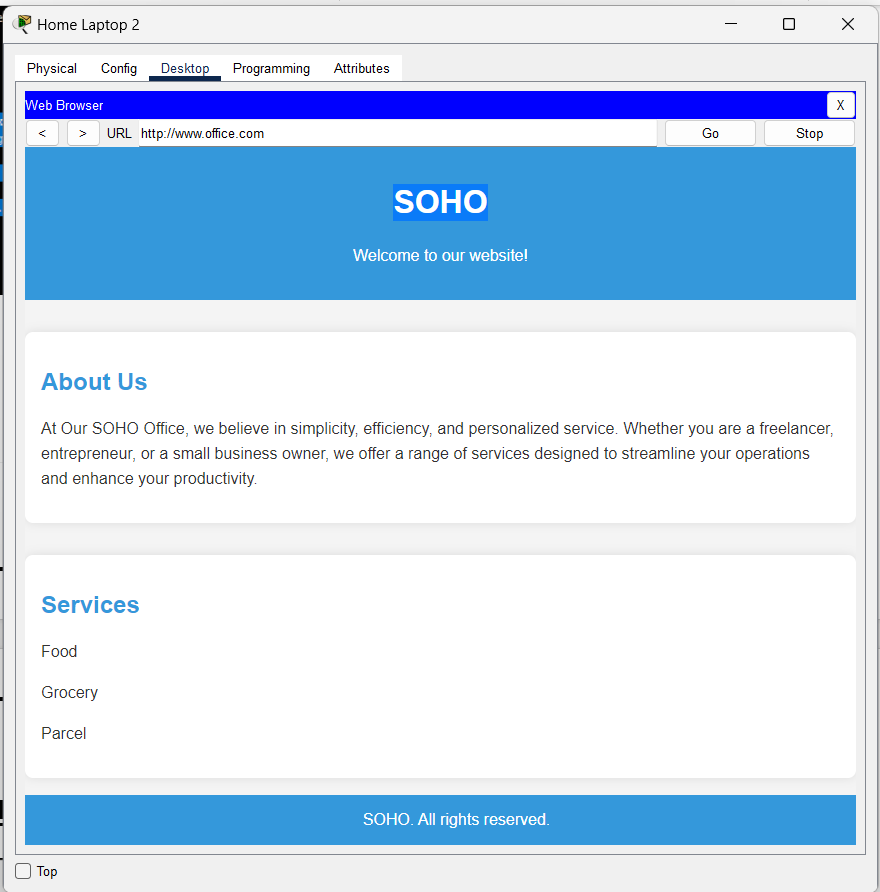 Home Laptop 2
Physical Config Desktop Programming Attributes
Web Browser X
< > URL http://www.office.com Go Stop
SOHO
Welcome to our website!
About Us
At Our SOHO Office, we believe in simplicity, efficiency, and personalized service. Whether you are a freelancer,
entrepreneur, or a small business owner, we offer a range of services designed to streamline your operations
and enhance your productivity.
Services
Food
Grocery
Parcel
SOHO. All rights reserved.
Top